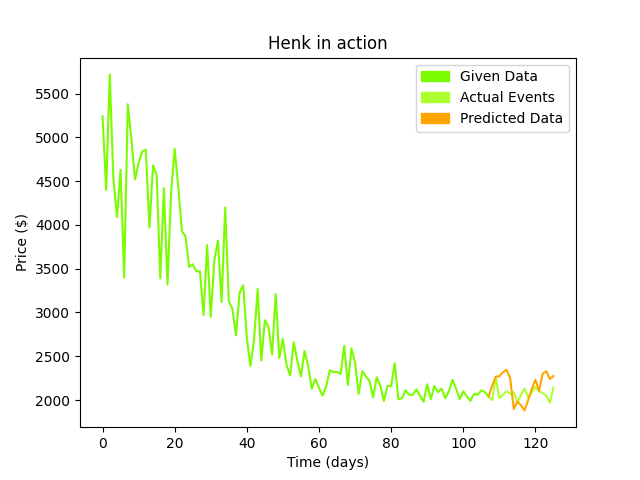 Henk in action
Given Data
Actual Events
Predicted Data
Price ($)
5500
5000
4500
4000
3500
3000
2500
2000
0 20 40 60 80 100 120
Time (days)